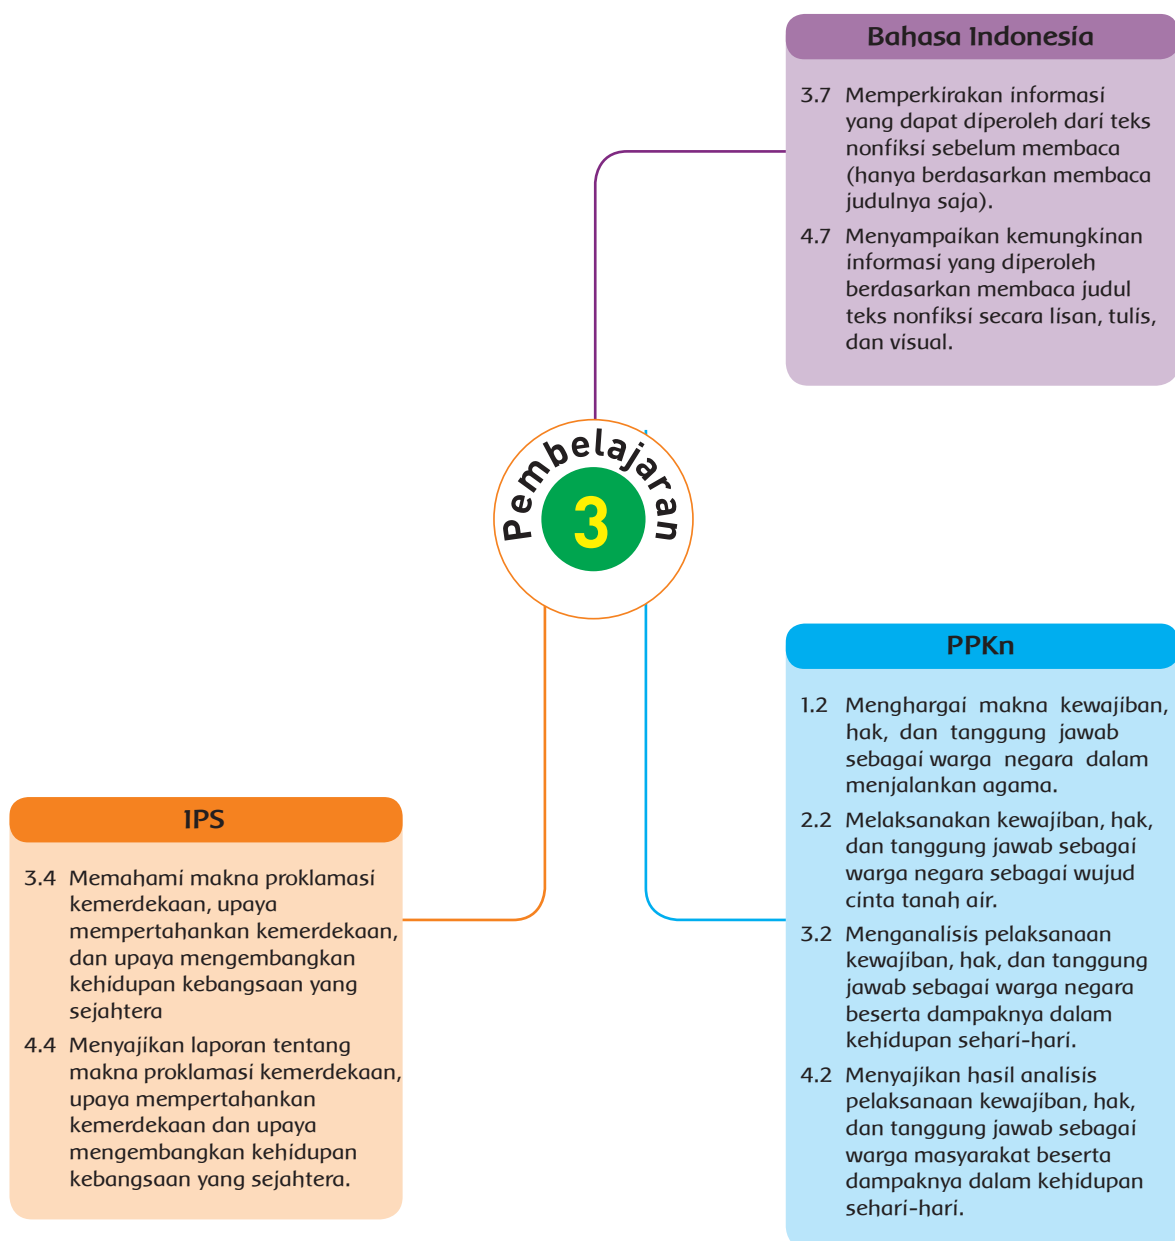 Bahasa Indonesia
3.7 Memperkirakan informasi
yang dapat diperoleh dari teks
nonfiksi sebelum membaca
(hanya berdasarkan membaca
judulnya saja).
4.7 Menyampaikan kemungkinan
informasi yang diperoleh
berdasarkan membaca judul
teks nonfiksi secara lisan, tulis,
dan visual.
Pembelajaran
3
PPKn
1.2 Menghargai makna kewajiban,
hak, dan tanggung jawab
sebagai warga negara dalam
menjalankan agama.
2.2 Melaksanakan kewajiban, hak,
dan tanggung jawab sebagai
warga negara sebagai wujud
cinta tanah air.
3.2 Menganalisis pelaksanaan
kewajiban, hak, dan tanggung
jawab sebagai warga negara
beserta dampaknya dalam
kehidupan sehari-hari.
4.2 Menyajikan hasil analisis
pelaksanaan kewajiban, hak,
dan tanggung jawab sebagai
warga masyarakat beserta
dampaknya dalam kehidupan
sehari-hari.
IPS
3.4 Memahami makna proklamasi
kemerdekaan, upaya
mempertahankan kemerdekaan,
dan upaya mengembangkan
kehidupan kebangsaan yang
sejahtera
4.4 Menyajikan laporan tentang
makna proklamasi kemerdekaan,
upaya mempertahankan
kemerdekaan dan upaya
mengembangkan kehidupan
kebangsaan yang sejahtera.